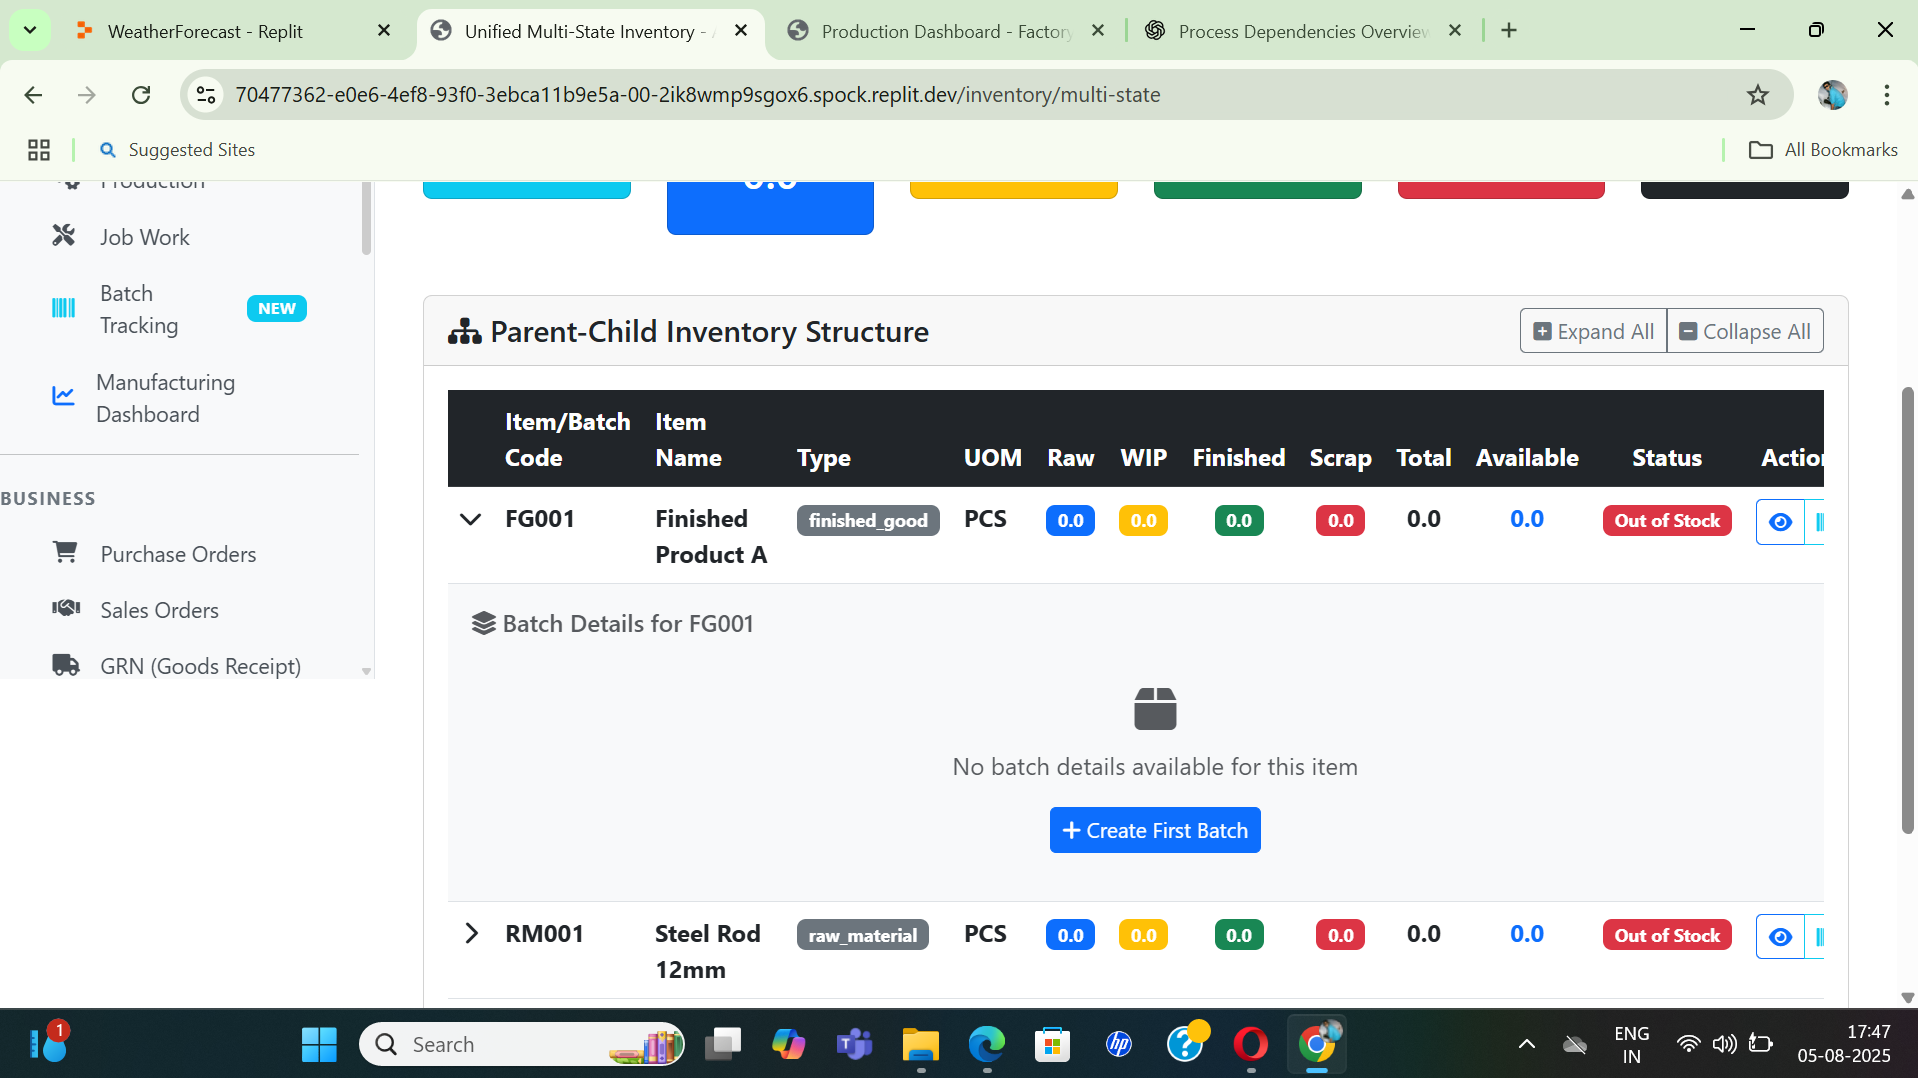 WeatherForecast - Replit
Unified Multi-State Inventory -
Production Dashboard - Factory
Process Dependencies Overview
70477362-e0e6-4ef8-93f0-3ebca11b9e5a-00-2ik8wmp9sgox6.spock.replit.dev/inventory/multi-state
Suggested Sites
All Bookmarks
Production
0.0
Job Work
Batch
Tracking
NEW
Manufacturing
Dashboard
BUSINESS
Purchase Orders
Sales Orders
GRN (Goods Receipt)
Parent-Child Inventory Structure
Expand All
Collapse All
Item/Batch Code Item Name Type UOM Raw WIP Finished Scrap Total Available Status Action
FG001 Finished Product A finished_good PCS 0.0 0.0 0.0 0.0 0.0 0.0 Out of Stock
Batch Details for FG001
No batch details available for this item
+ Create First Batch
RM001 Steel Rod 12mm raw_material PCS 0.0 0.0 0.0 0.0 0.0 0.0 Out of Stock
1
Search
hp
ENG
IN
17:47
05-08-2025